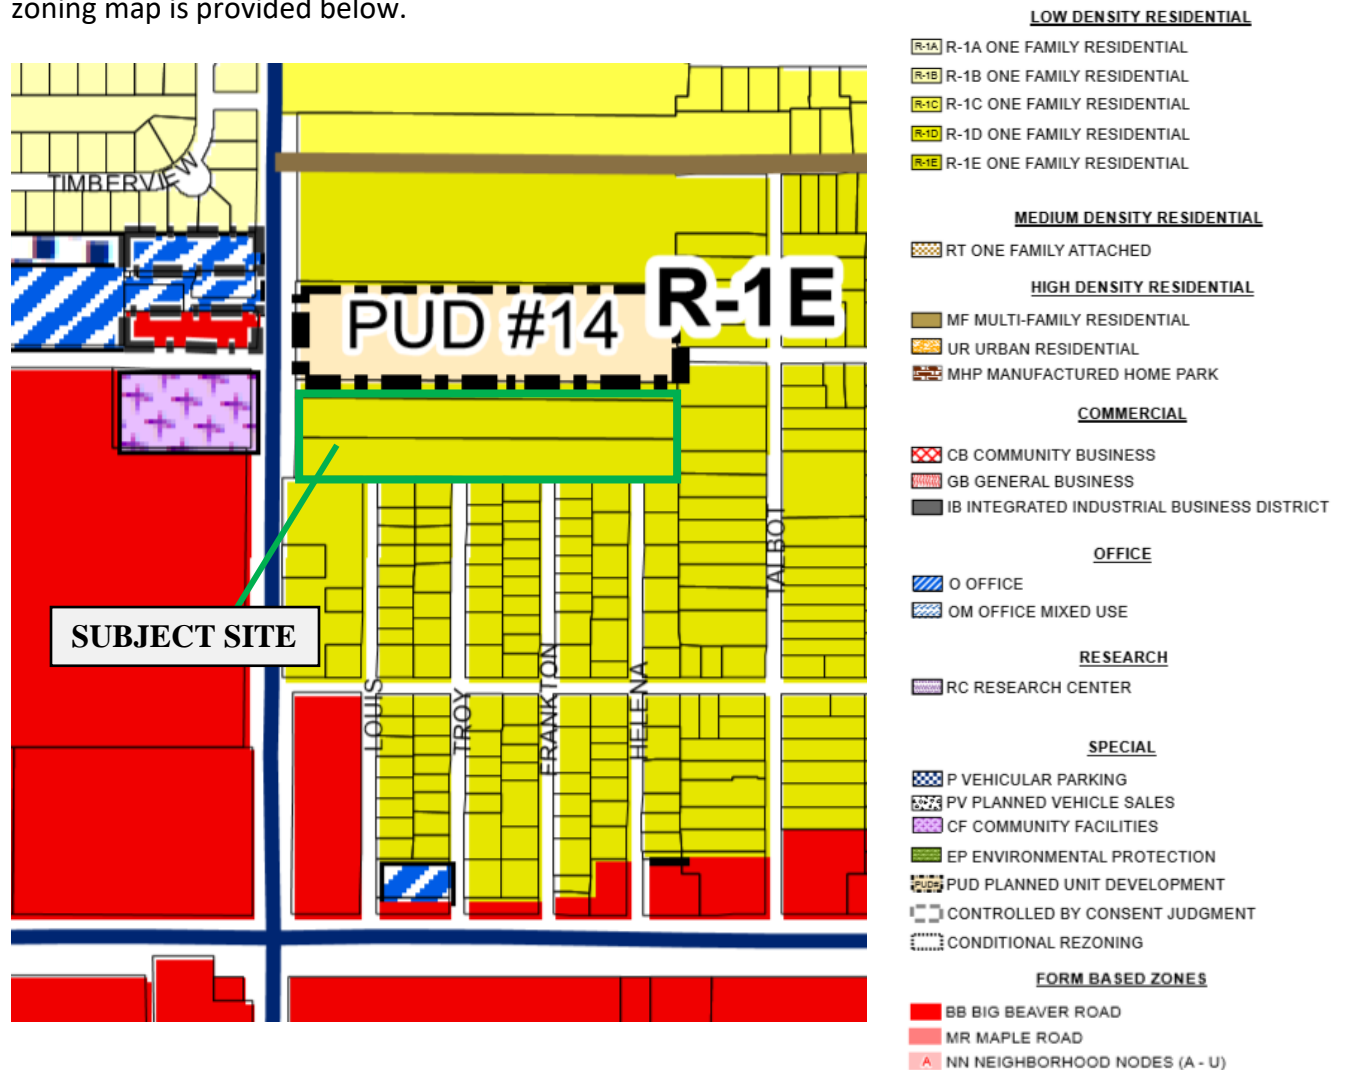 zoning map is provided below.
TIMBERVIEW
PUD #14
R-1E
SUBJECT SITE
TALBOT
LOUIS
TROY
FRANKTON
HELENA
LOW DENSITY RESIDENTIAL
R-1A R-1A ONE FAMILY RESIDENTIAL
R-1B R-1B ONE FAMILY RESIDENTIAL
R-1C R-1C ONE FAMILY RESIDENTIAL
R-1D R-1D ONE FAMILY RESIDENTIAL
R-1E R-1E ONE FAMILY RESIDENTIAL
MEDIUM DENSITY RESIDENTIAL
RT ONE FAMILY ATTACHED
HIGH DENSITY RESIDENTIAL
MF MULTI-FAMILY RESIDENTIAL
UR URBAN RESIDENTIAL
MHP MANUFACTURED HOME PARK
COMMERCIAL
CB COMMUNITY BUSINESS
GB GENERAL BUSINESS
IB INTEGRATED INDUSTRIAL BUSINESS DISTRICT
OFFICE
O OFFICE
OM OFFICE MIXED USE
RESEARCH
RC RESEARCH CENTER
SPECIAL
P VEHICULAR PARKING
PV PLANNED VEHICLE SALES
CF COMMUNITY FACILITIES
EP ENVIRONMENTAL PROTECTION
PUD# PUD PLANNED UNIT DEVELOPMENT
CONTROLLED BY CONSENT JUDGMENT
CONDITIONAL REZONING
FORM BASED ZONES
BB BIG BEAVER ROAD
MR MAPLE ROAD
A NN NEIGHBORHOOD NODES (A - U)